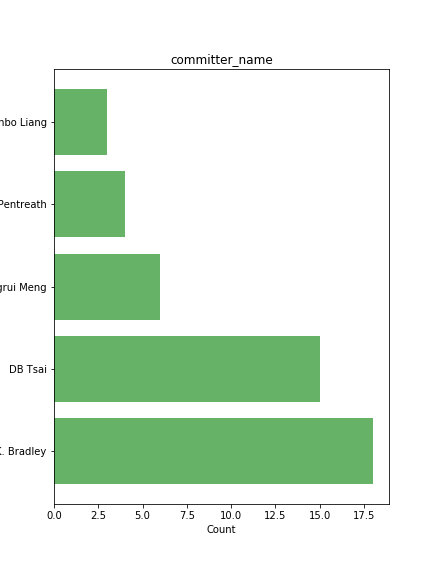 committer_name
nbo Liang
Pentreath
grui Meng
DB Tsai
K. Bradley
0.0 2.5 5.0 7.5 10.0 12.5 15.0 17.5
Count